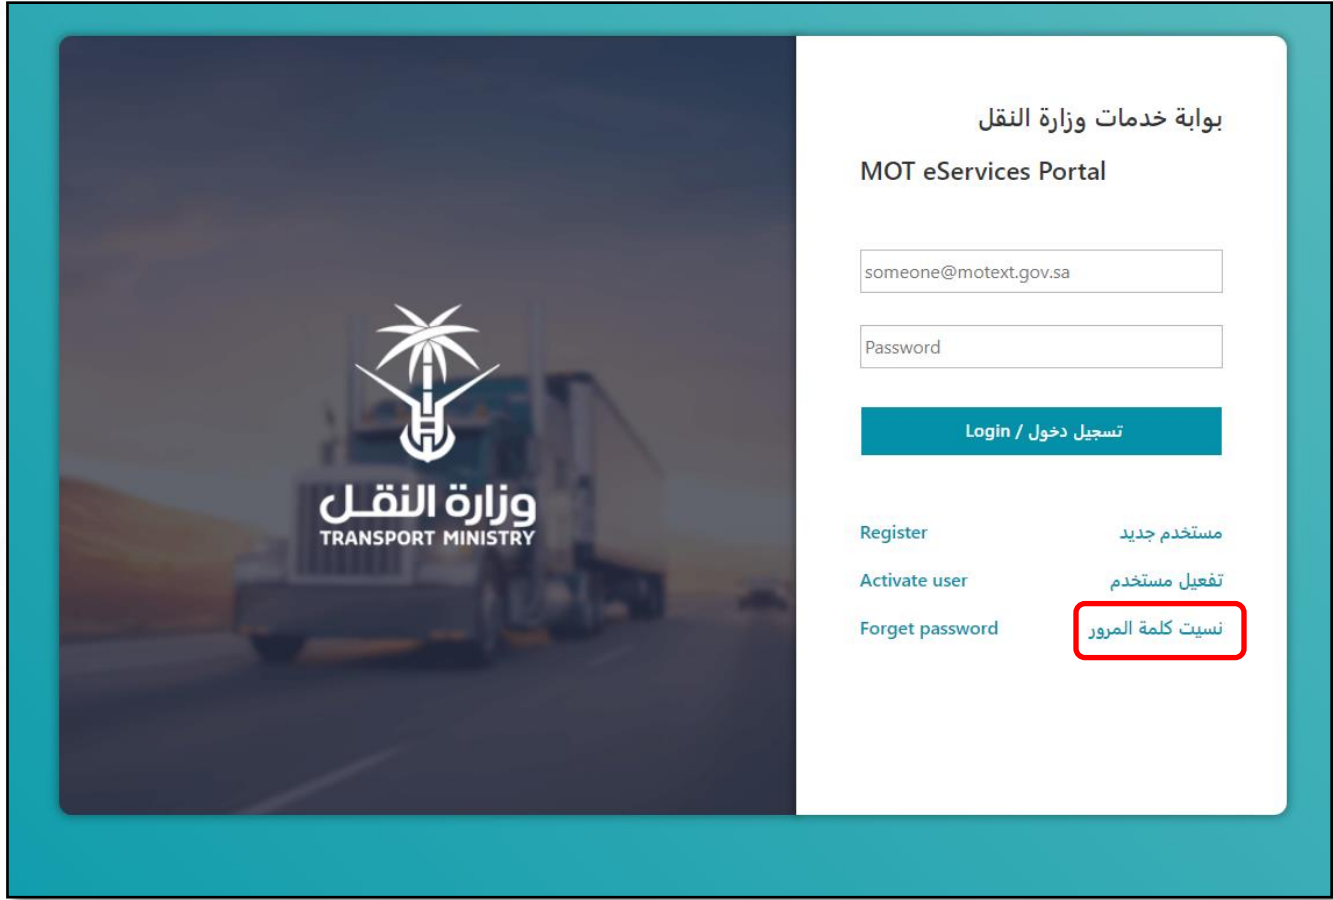 وزارة النقل
TRANSPORT MINISTRY
بوابة خدمات وزارة النقل
MOT eServices Portal
someone@motext.gov.sa
Password
تسجيل دخول / Login
Register مستخدم جديد
Activate user تفعيل مستخدم
Forget password نسيت كلمة المرور